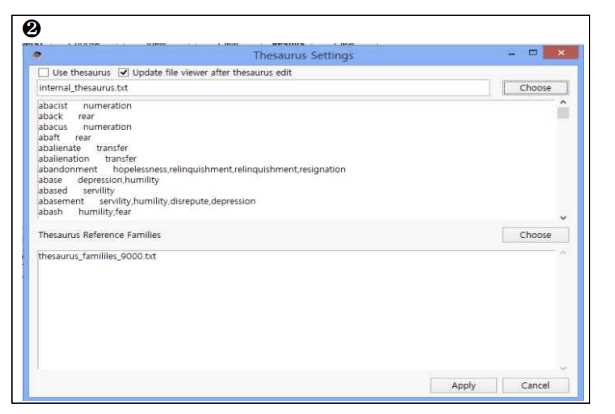 ❷
Thesaurus Settings
Use thesaurus Update file viewer after thesaurus edit
internal_thesaurus.txt Choose
abacist numeration
aback rear
abacus numeration
abaft rear
abalienate transfer
abalienation transfer
abandonment hopelessness,relinquishment,relinquishment,resignation
abase depression,humility
abased servility
abasement servility,humility,disrepute,depression
abash humility,fear
Thesaurus Reference Families Choose
thesaurus_famililes_9000.txt
Apply Cancel